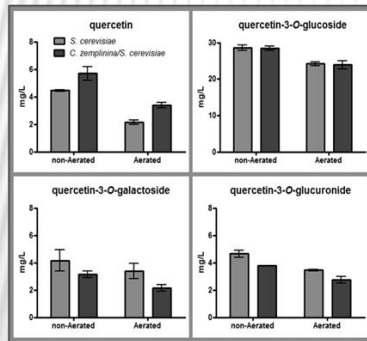 quercetin
S. cerevisiae
C. zemplinina/S. cerevisiae
mg/L
8
6
4
2
0
non-Aerated
Aerated
quercetin-3-O-glucoside
mg/L
30
20
10
0
non-Aerated
Aerated
quercetin-3-O-galactoside
mg/L
8
6
4
2
0
non-Aerated
Aerated
quercetin-3-O-glucuronide
mg/L
8
6
4
2
0
non-Aerated
Aerated